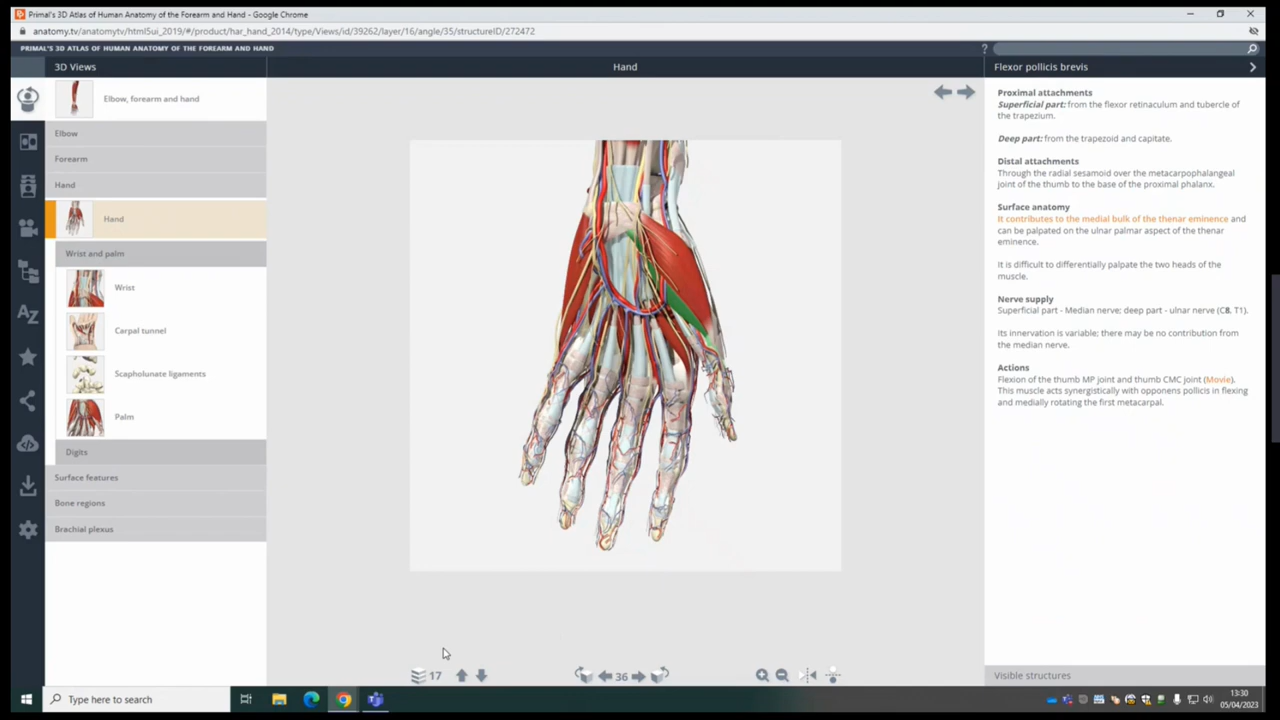 Primal's 3D Atlas of Human Anatomy of the Forearm and Hand - Google Chrome
anatomy.tv/anatomytv/html5ui_2019/#/product/har_hand_2014/type/Views/id/39262/layer/16/angle/35/structureID/272472
PRIMAL'S 3D ATLAS OF HUMAN ANATOMY OF THE FOREARM AND HAND
?
3D Views
Hand
Flexor pollicis brevis
Elbow, forearm and hand
Elbow
Forearm
Hand
Hand
Wrist and palm
Wrist
Carpal tunnel
Scapholunate ligaments
Palm
Digits
Surface features
Bone regions
Brachial plexus
Proximal attachments
Superficial part: from the flexor retinaculum and tubercle of
the trapezium.
Deep part: from the trapezoid and capitate.
Distal attachments
Through the radial sesamoid over the metacarpophalangeal
joint of the thumb to the base of the proximal phalanx.
Surface anatomy
It contributes to the medial bulk of the thenar eminence and
can be palpated on the ulnar palmar aspect of the thenar
eminence.
It is difficult to differentially palpate the two heads of the
muscle.
Nerve supply
Superficial part - Median nerve; deep part - ulnar nerve (C8, T1).
Its innervation is variable; there may be no contribution from
the median nerve.
Actions
Flexion of the thumb MP joint and thumb CMC joint (Movie).
This muscle acts synergistically with opponens pollicis in flexing
and medially rotating the first metacarpal.
A-Z
17
36
Visible structures
Type here to search
13:30
05/04/2023